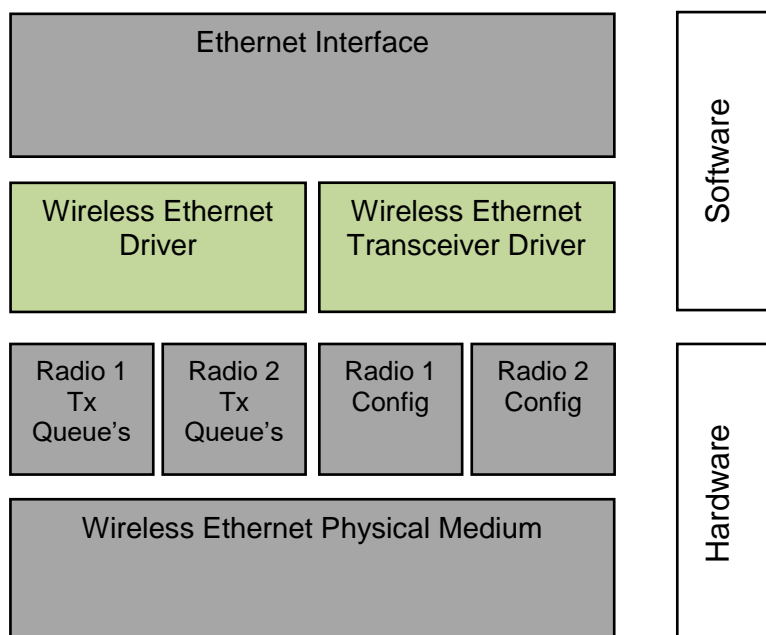 Ethernet Interface
Software
Wireless Ethernet
Driver
Wireless Ethernet
Transceiver Driver
Radio 1
Tx
Queue's
Radio 2
Tx
Queue's
Radio 1
Config
Radio 2
Config
Hardware
Wireless Ethernet Physical Medium